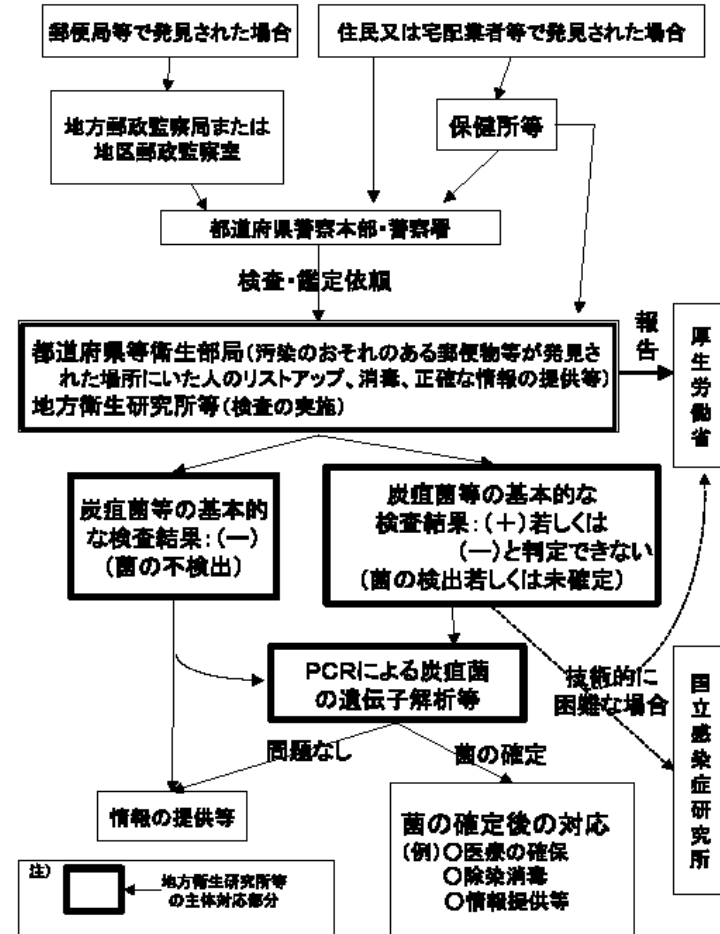 郵便局等で発見された場合
住民又は宅配業者等で発見された場合
地方郵政監察局または
地区郵政監察室
保健所等
都道府県警察本部・警察署
検査・鑑定依頼
都道府県等衛生部局(汚染のおそれのある郵便物等が発見さ
れた場所にいた人のリストアップ、消毒、正確な情報の提供等)
地方衛生研究所等(検査の実施)
報告
厚生労働省
炭疽菌等の基本的
な検査結果:(−)
(菌の不検出)
炭疽菌等の基本的な
検査結果:(+)若しくは
(−)と判定できない
(菌の検出若しくは未確定)
PCRによる炭疽菌
の遺伝子解析等
技術的に
困難な場合
国立感染症研究所
問題なし
菌の確定
情報の提供等
菌の確定後の対応
(例)○医療の確保
○除染消毒
○情報提供等
注)
地方衛生研究所等
の主体対応部分